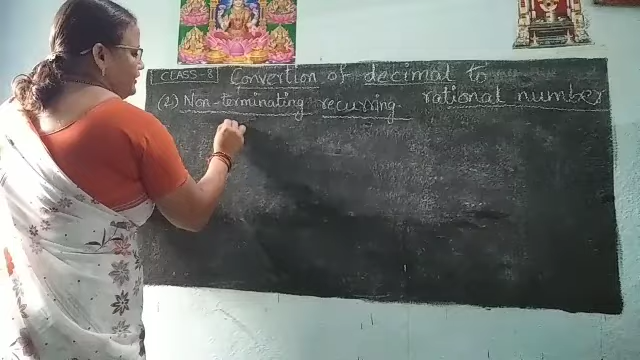 CLASS-8 Convertion of decimal to
rational number
(2) Non-terminating recurring